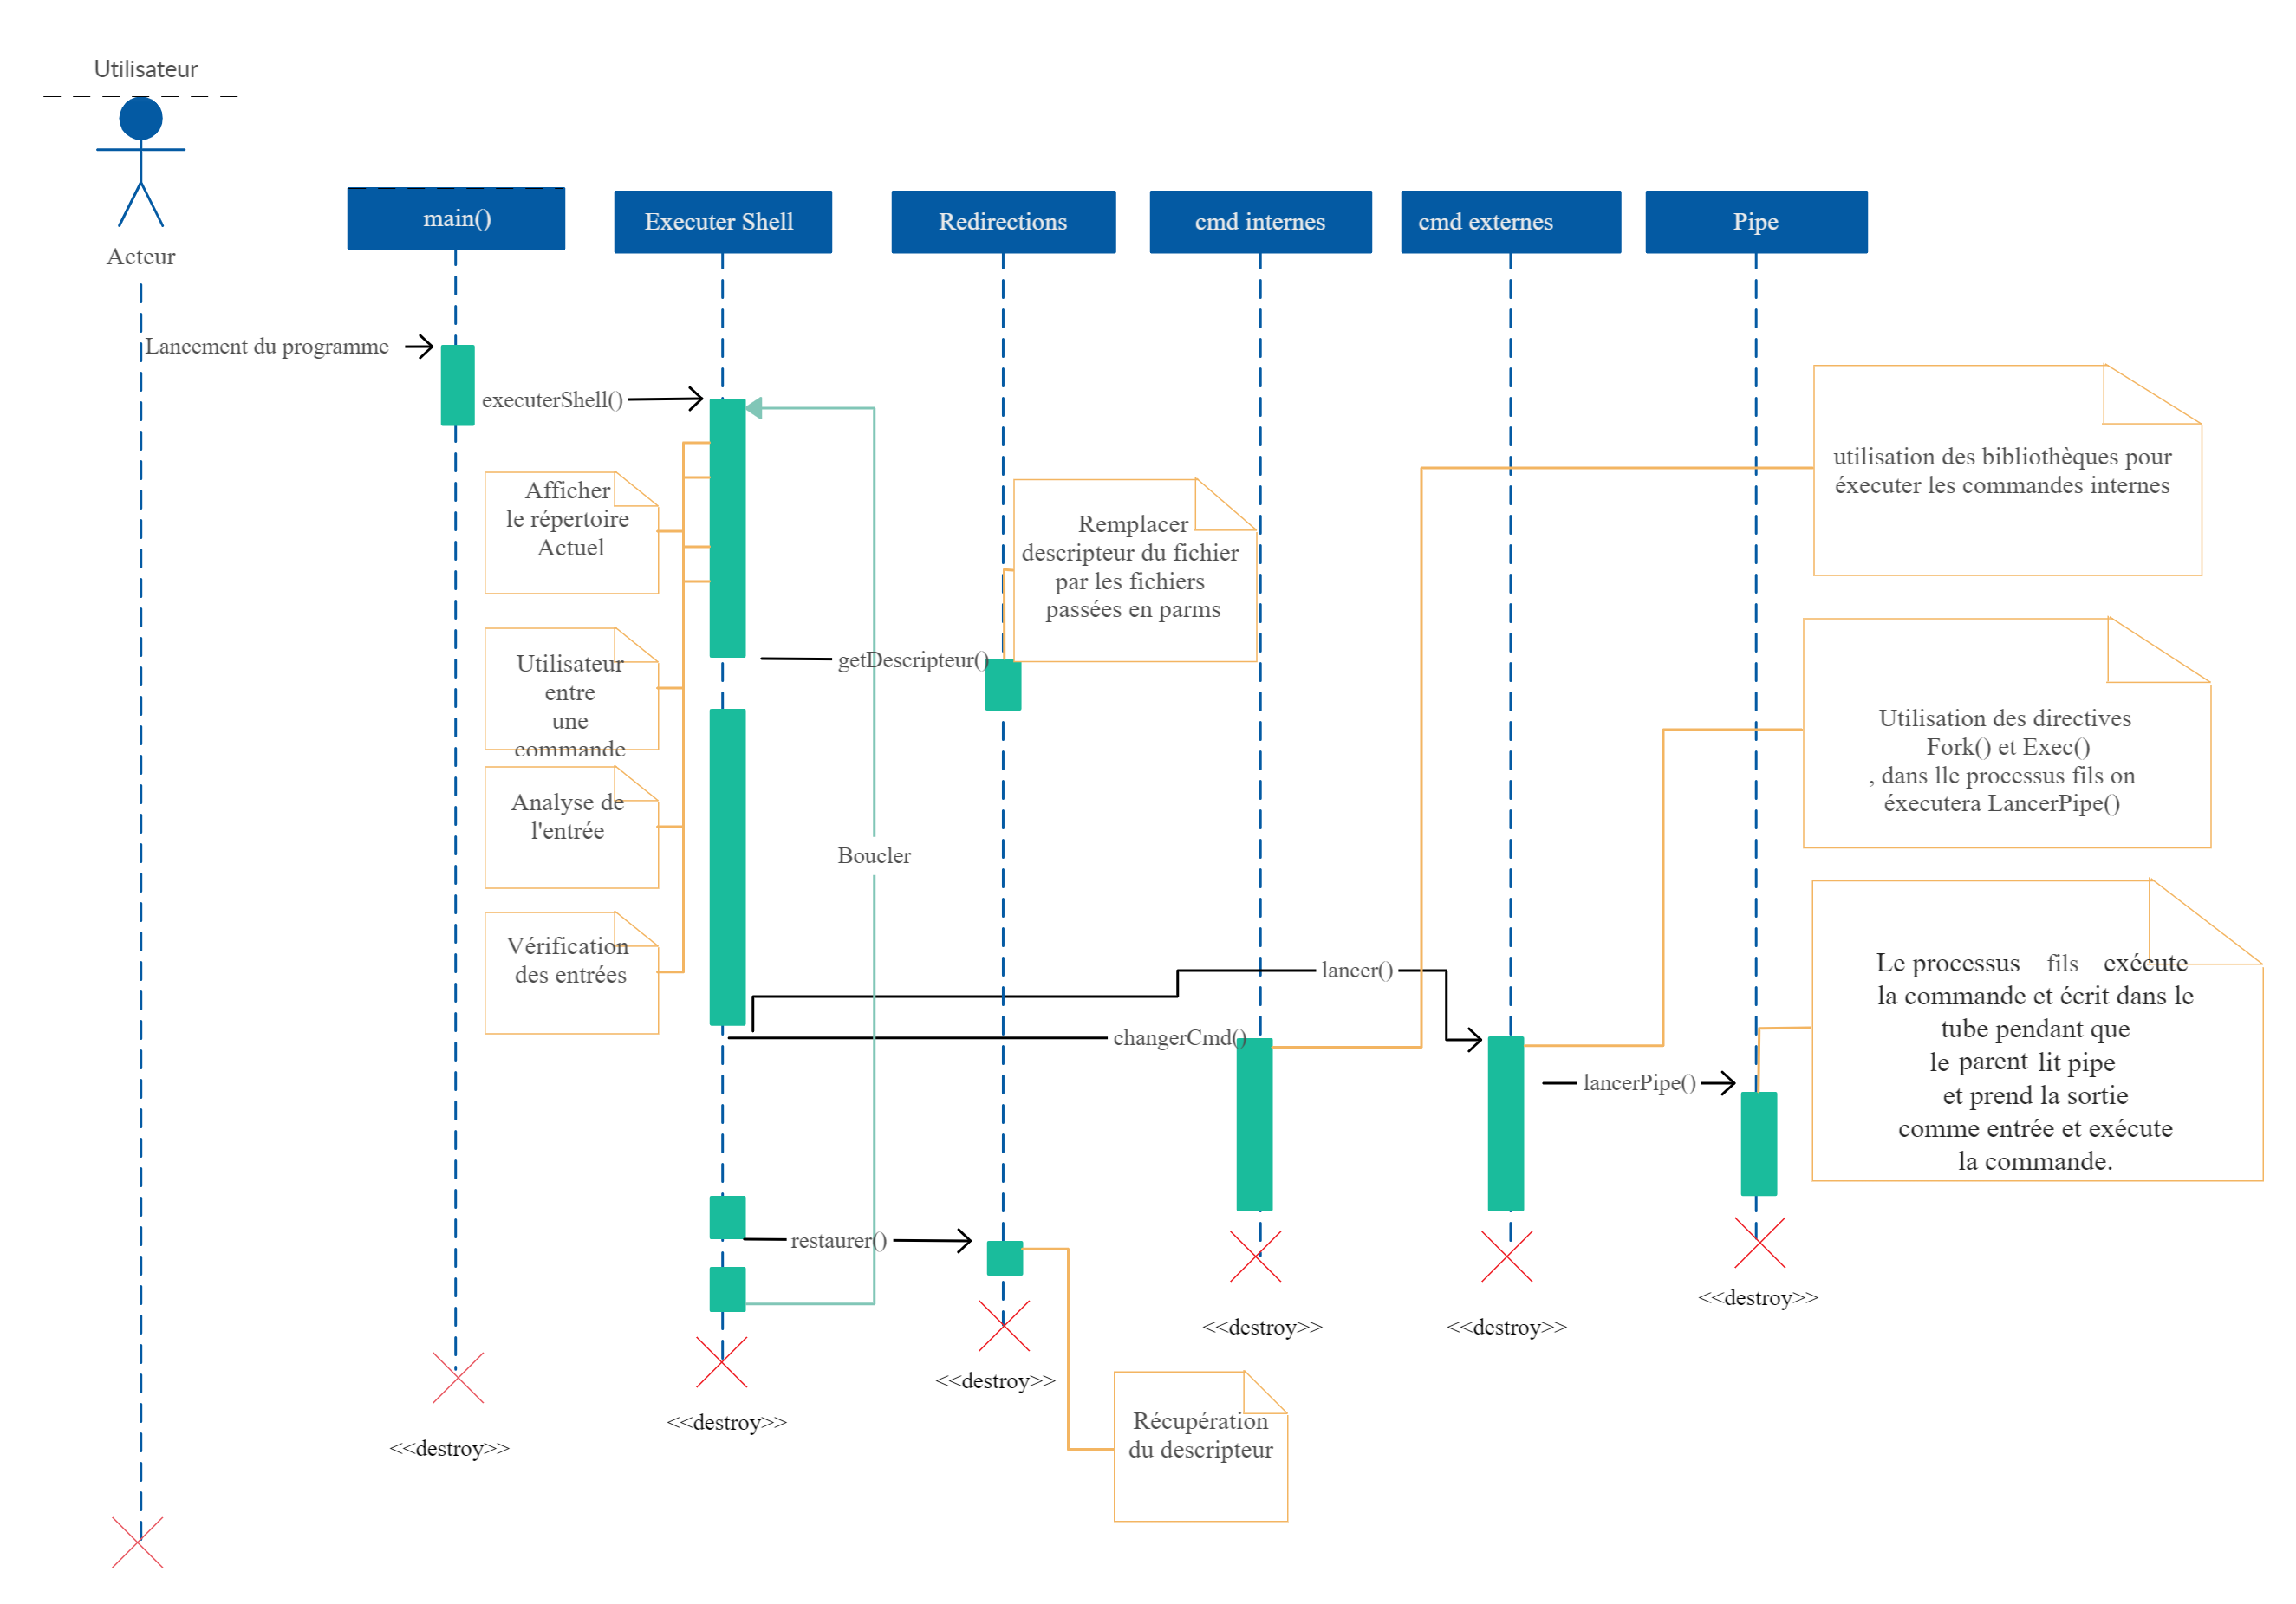 Utilisateur
Acteur
main()
Executer Shell
Redirections
cmd internes
cmd externes
Pipe
Lancement du programme
executerShell()
Afficher
le répertoire
Actuel
Utilisateur
entre
une
commande
Analyse de
l'entrée
Vérification
des entrées
getDescripteur()
Remplacer
descripteur du fichier
par les fichiers
passées en parms
utilisation des bibliothèques pour
éxecuter les commandes internes
Utilisation des directives
Fork() et Exec()
, dans lle processus fils on
éxecutera LancerPipe()
Boucler
lancer()
changerCmd()
lancerPipe()
Le processus fils exécute
la commande et écrit dans le
tube pendant que
le parent lit pipe
et prend la sortie
comme entrée et exécute
la commande.
restaurer()
<<destroy>>
<<destroy>>
<<destroy>>
<<destroy>>
<<destroy>>
<<destroy>>
Récupération
du descripteur